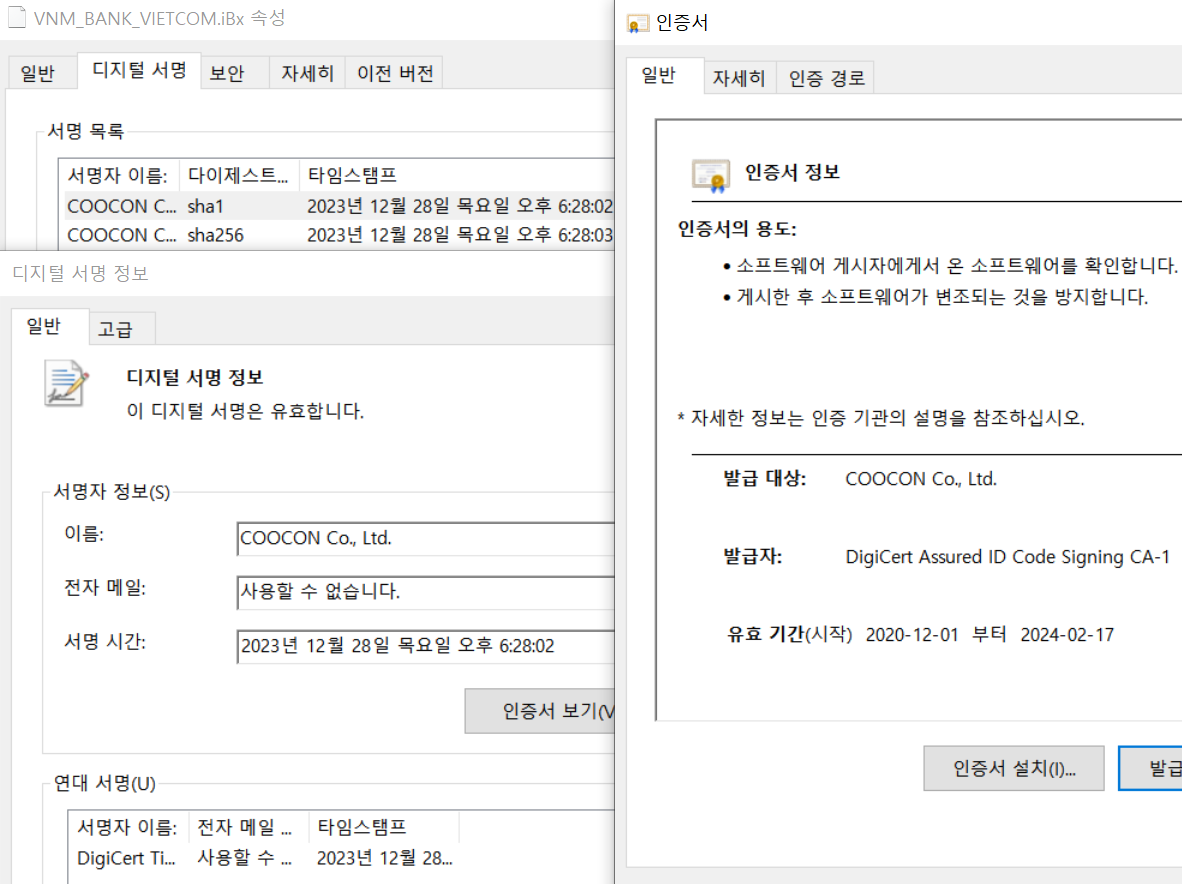 VNM_BANK_VIETCOM.iBx 속성
일반 디지털 서명 보안 자세히 이전 버전
서명 목록
서명자 이름: 다이제스트... 타임스탬프
COOCON C... sha1 2023년 12월 28일 목요일 오후 6:28:02
COOCON C... sha256 2023년 12월 28일 목요일 오후 6:28:03
디지털 서명 정보
일반 고급
디지털 서명 정보
이 디지털 서명은 유효합니다.
서명자 정보(S)
이름: COOCON Co., Ltd.
전자 메일: 사용할 수 없습니다.
서명 시간: 2023년 12월 28일 목요일 오후 6:28:02
인증서 보기(V
연대 서명(U)
서명자 이름: 전자 메일 ... 타임스탬프
DigiCert Ti... 사용할 수 ... 2023년 12월 28...
인증서
일반 자세히 인증 경로
인증서 정보
인증서의 용도:
• 소프트웨어 게시자에게서 온 소프트웨어를 확인합니다.
• 게시한 후 소프트웨어가 변조되는 것을 방지합니다.
* 자세한 정보는 인증 기관의 설명을 참조하십시오.
발급 대상: COOCON Co., Ltd.
발급자: DigiCert Assured ID Code Signing CA-1
유효 기간(시작) 2020-12-01 부터 2024-02-17
인증서 설치(I)... 발급